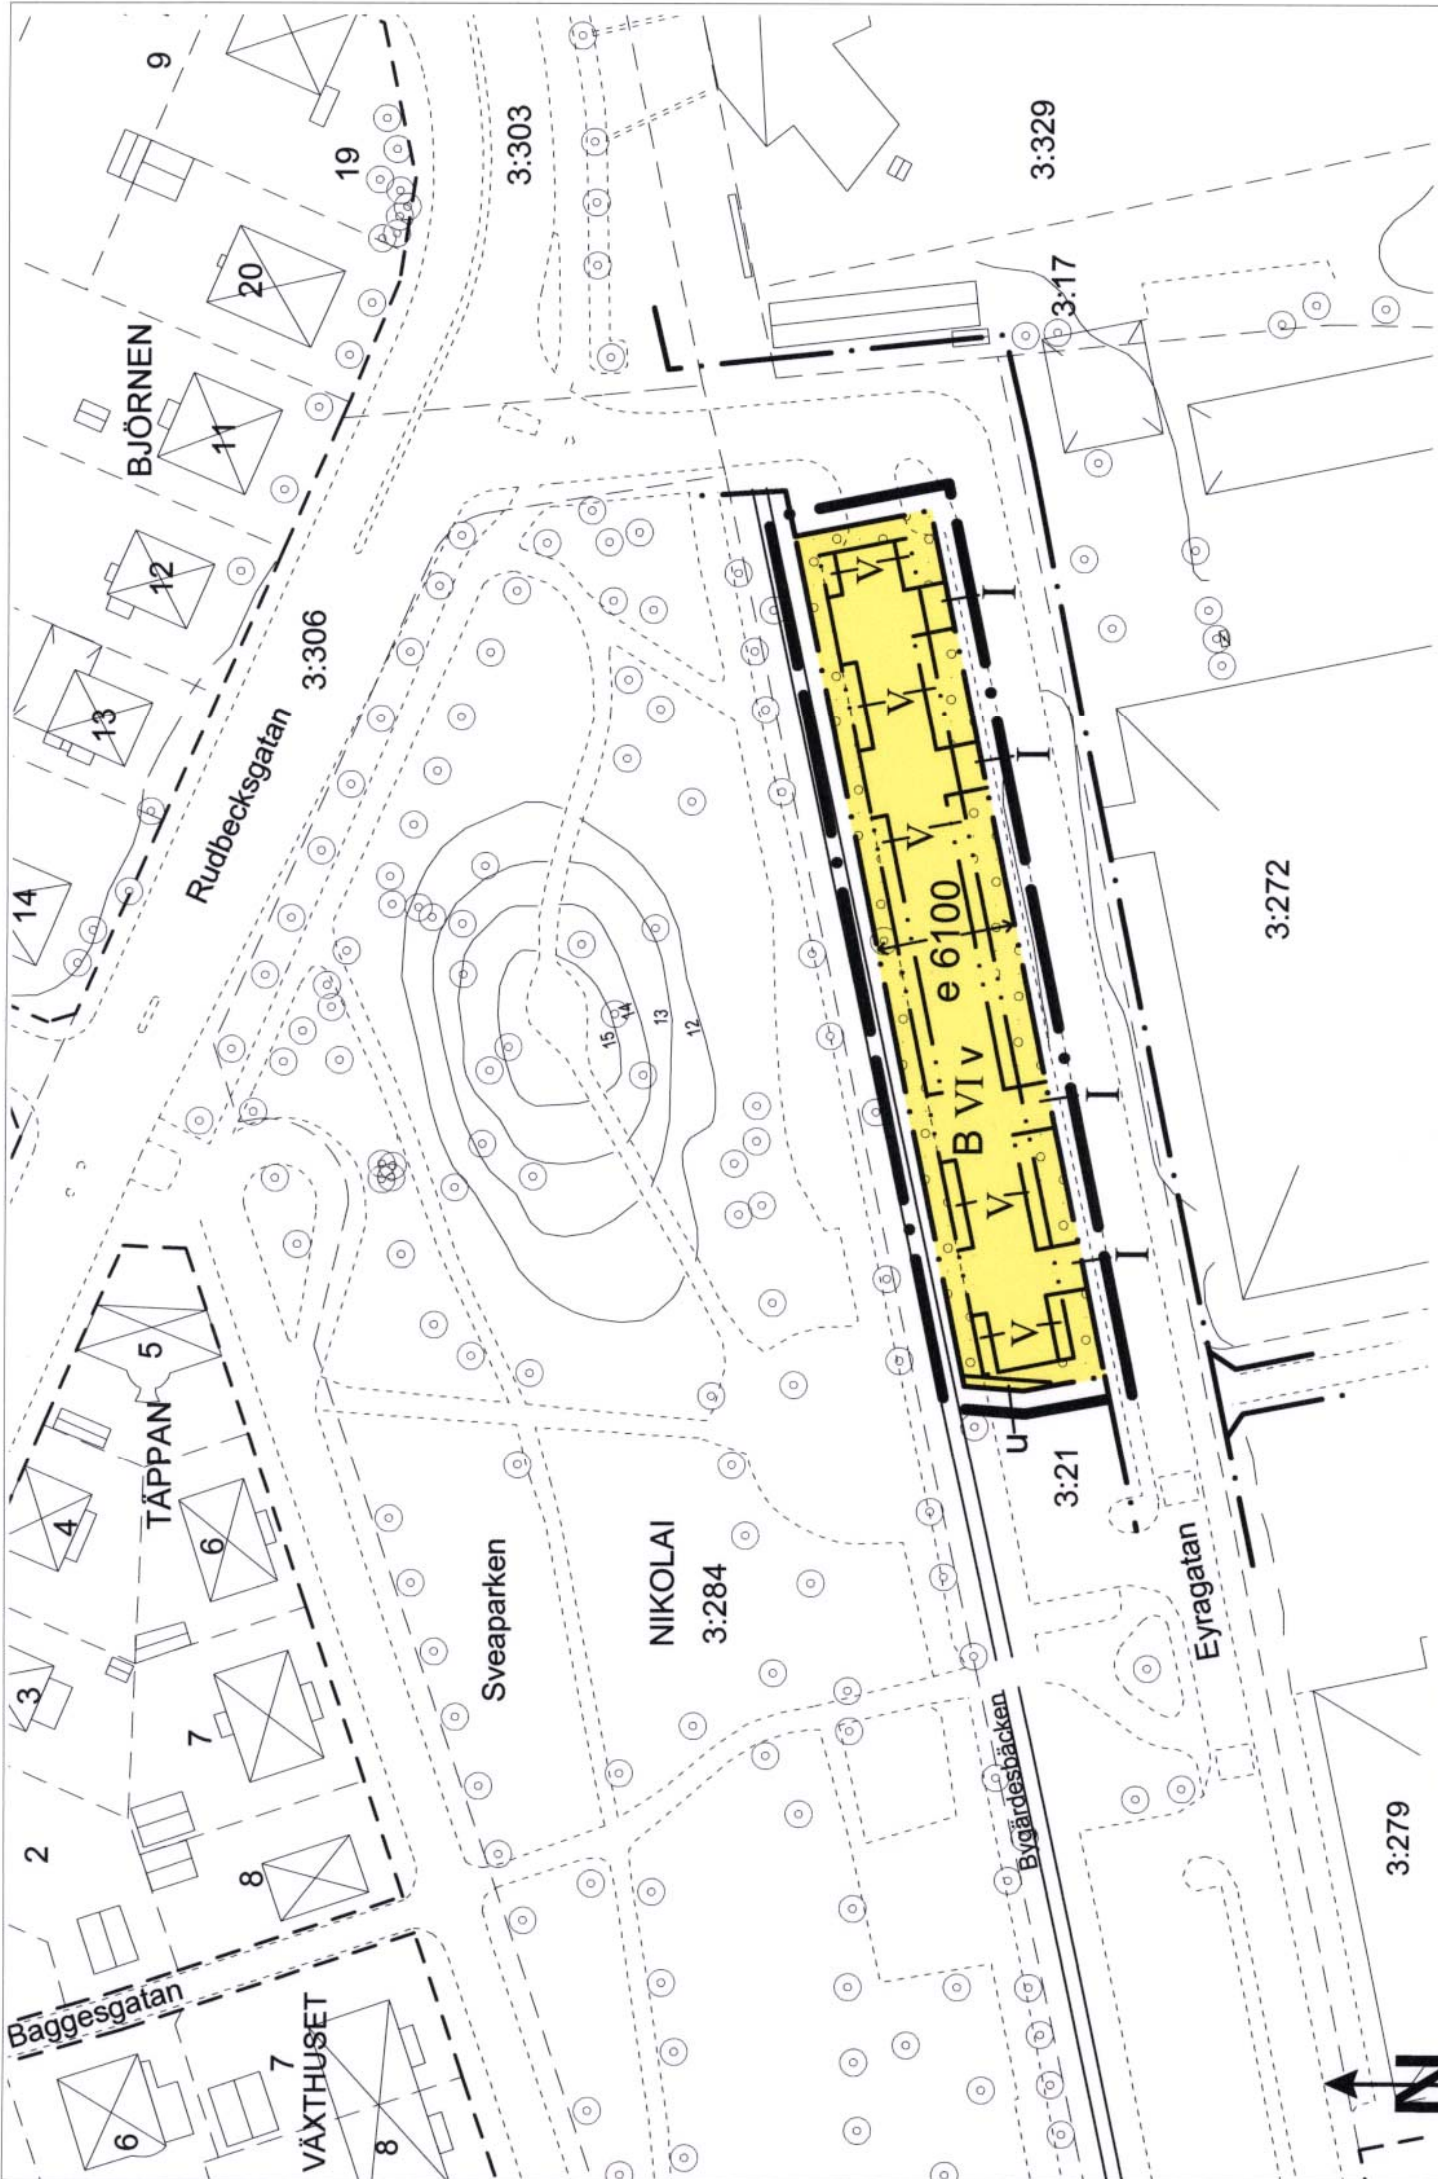 9
19
3:303
3:329
20
BJÖRNEN
3:17
11
12
3:306
13
Rudbecksgatan
14
V
I
V
I
V
e 6100
3:272
15
14
13
12
B VI v
I
V
I
V
u
5
TÄPPAN
4
6
3:21
Sveaparken
NIKOLAI
3:284
Eyragatan
3
7
Bygärdesbäcken
2
8
3:279
Baggesgatan
7
VÄXTHUSET
6
8
N